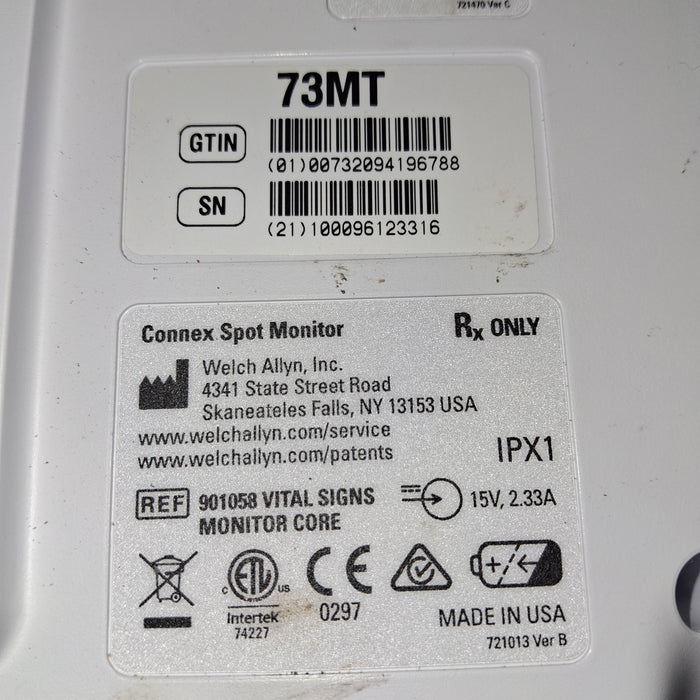 721470 Ver C
73MT
GTIN
(01)00732094196788
SN
(21)100096123316
Connex Spot Monitor
Rx ONLY
Welch Allyn, Inc.
4341 State Street Road
Skaneateles Falls, NY 13153 USA
www.welchallyn.com/service
www.welchallyn.com/patents
IPX1
REF 901058 VITAL SIGNS
MONITOR CORE
15V, 2.33A
c ETL us
Intertek
74227
CE
0297
MADE IN USA
721013 Ver B